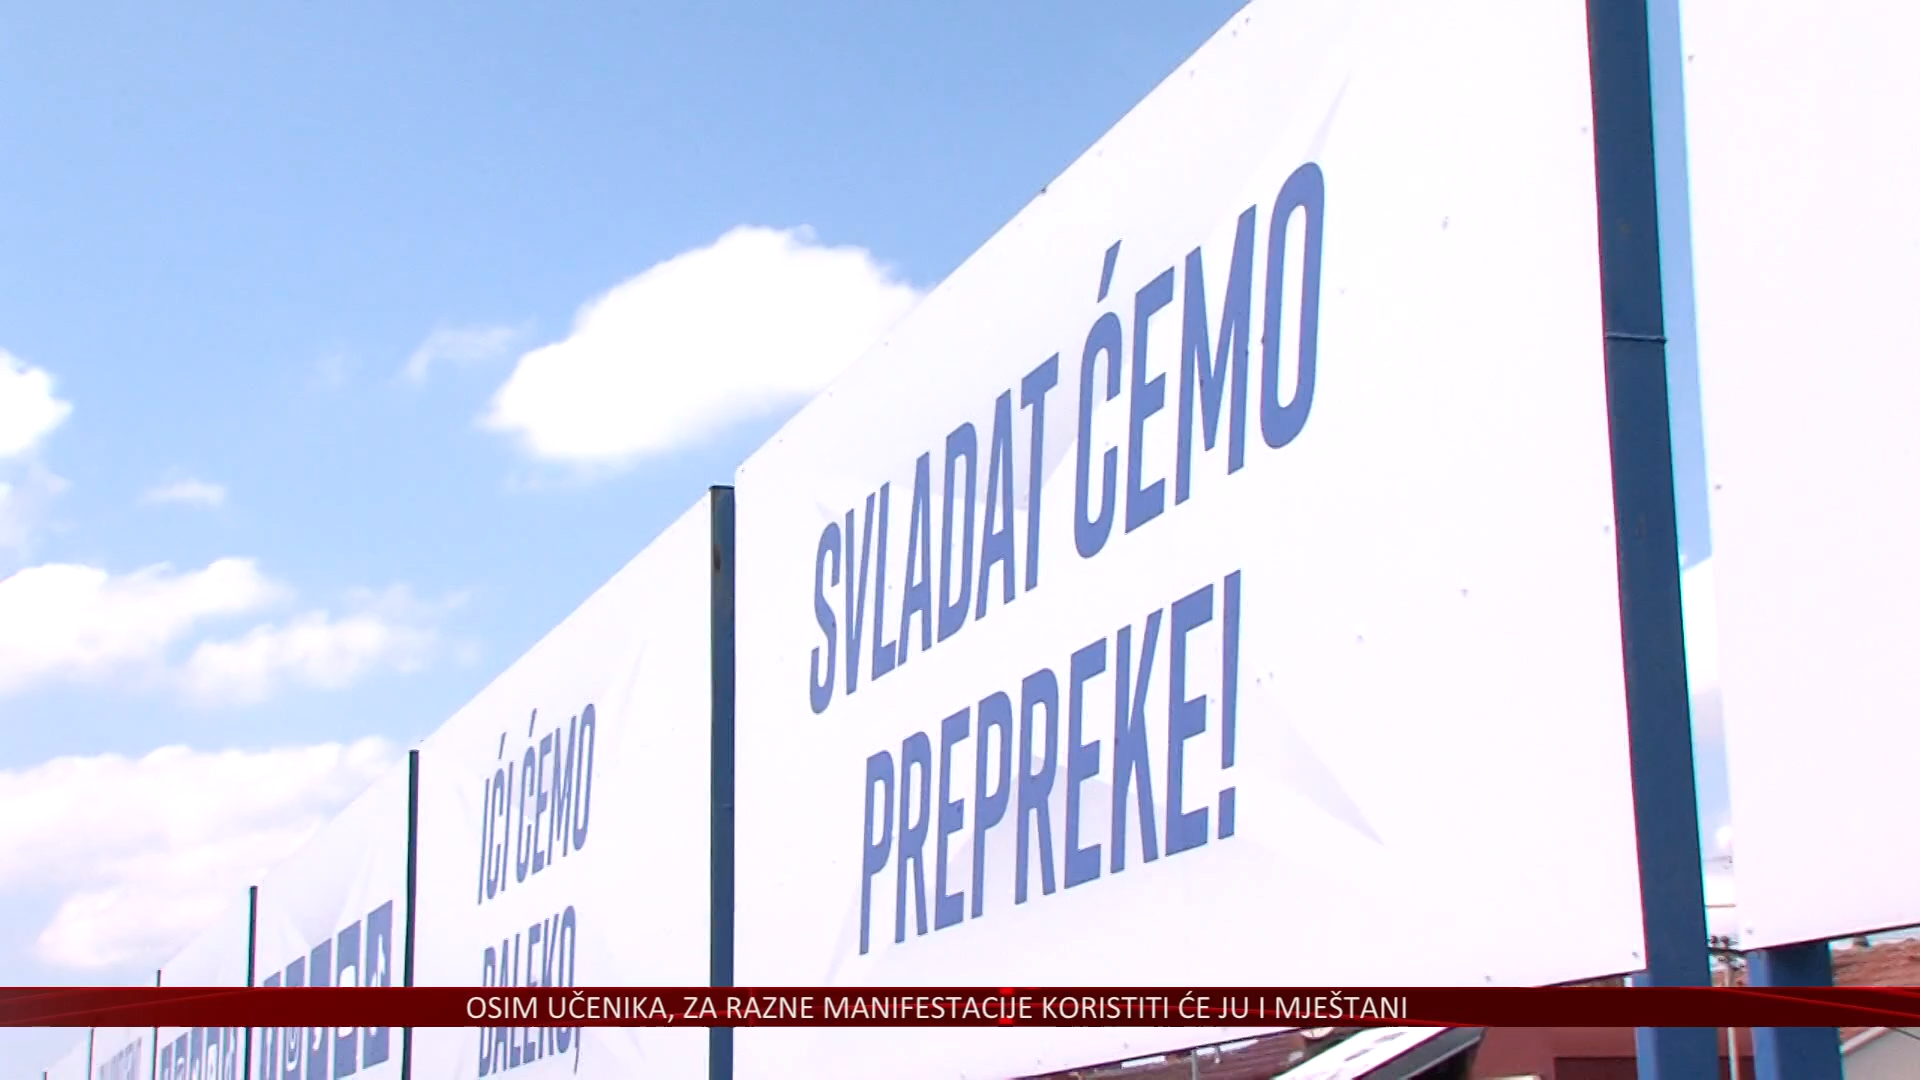 SVLADAT ĆEMO
PREPREKE!
IĆI ĆEMO
DALEKO,
OSIM UČENIKA, ZA RAZNE MANIFESTACIJE KORISTITI ĆE JU I MJEŠTANI